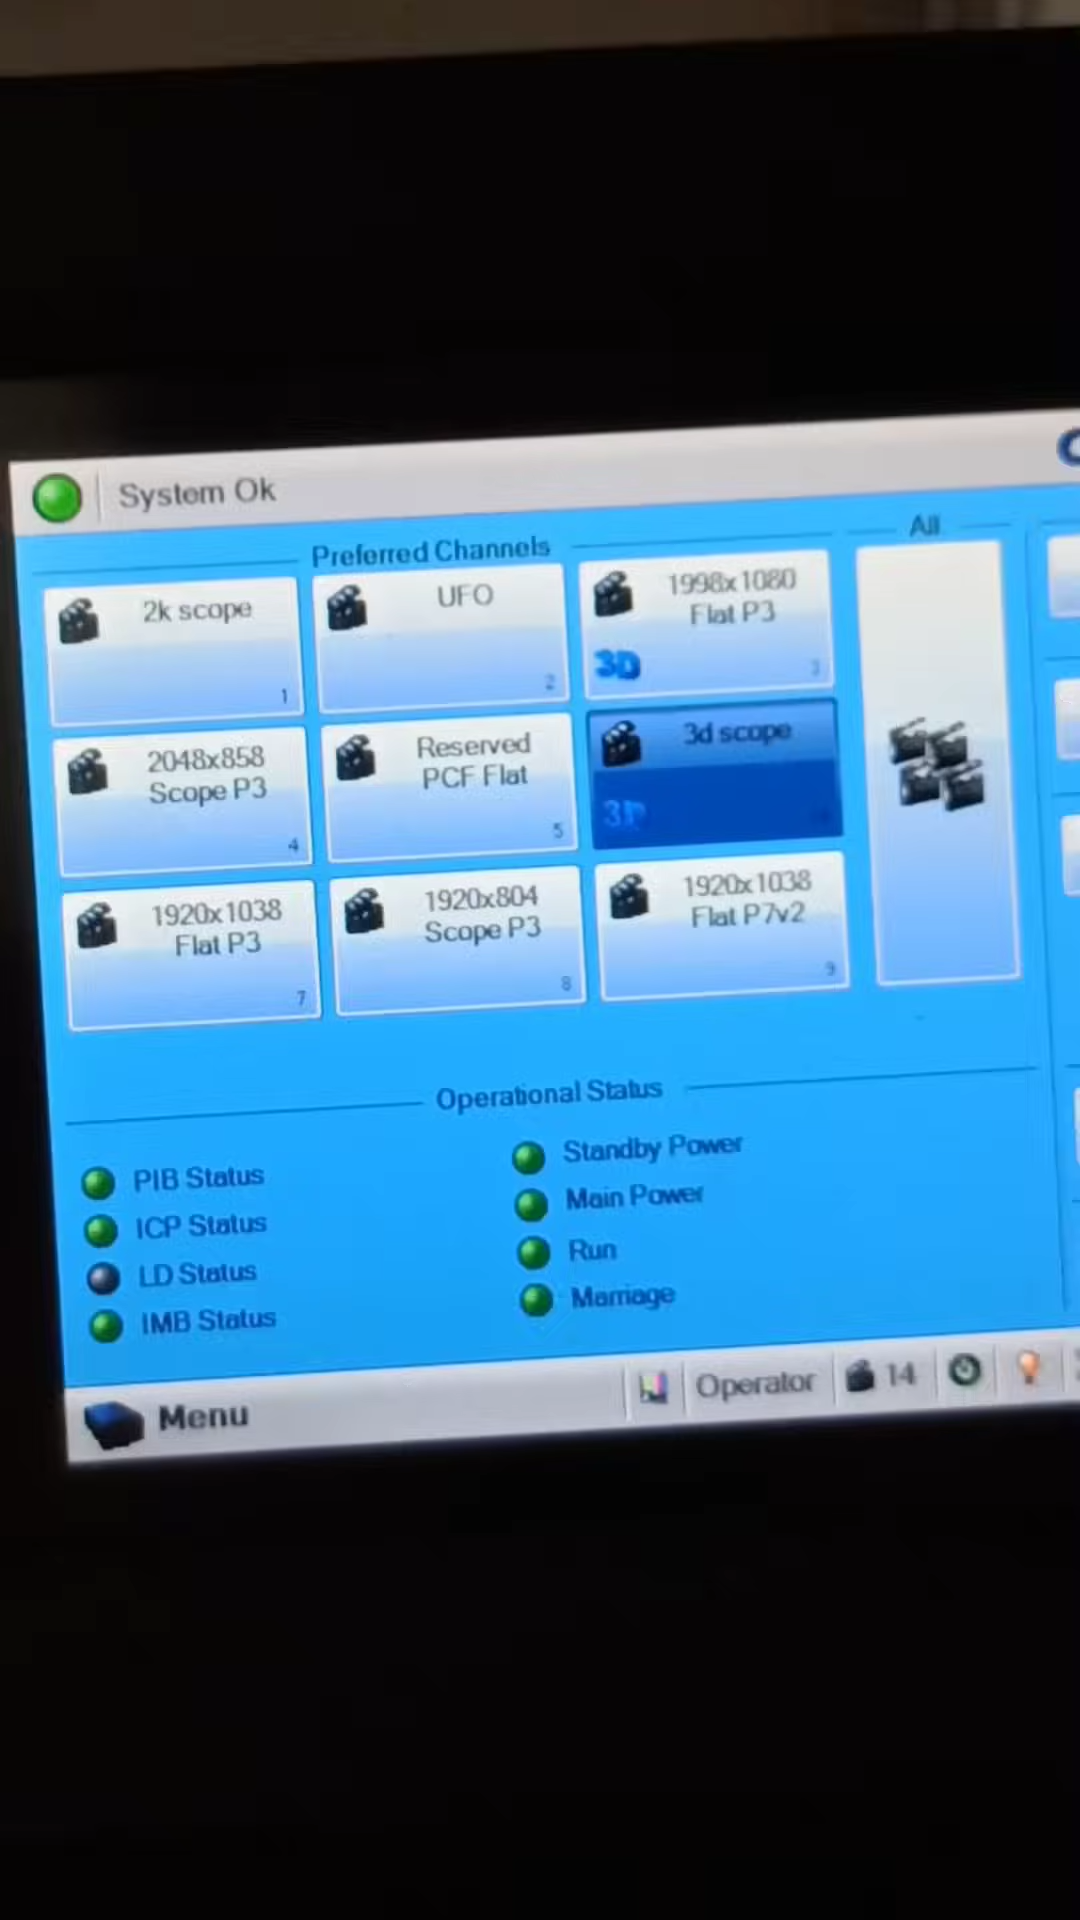 System Ok
Preferred Channels
All
2k scope
1
UFO
2
1998x1080
Flat P3
3D
3
2048x858
Scope P3
4
Reserved
PCF Flat
5
3d scope
3D
1920x1038
Flat P3
7
1920x804
Scope P3
8
1920x1038
Flat P7v2
9
Operational Status
PIB Status
ICP Status
LD Status
IMB Status
Standby Power
Main Power
Run
Marriage
Menu
Operator
14